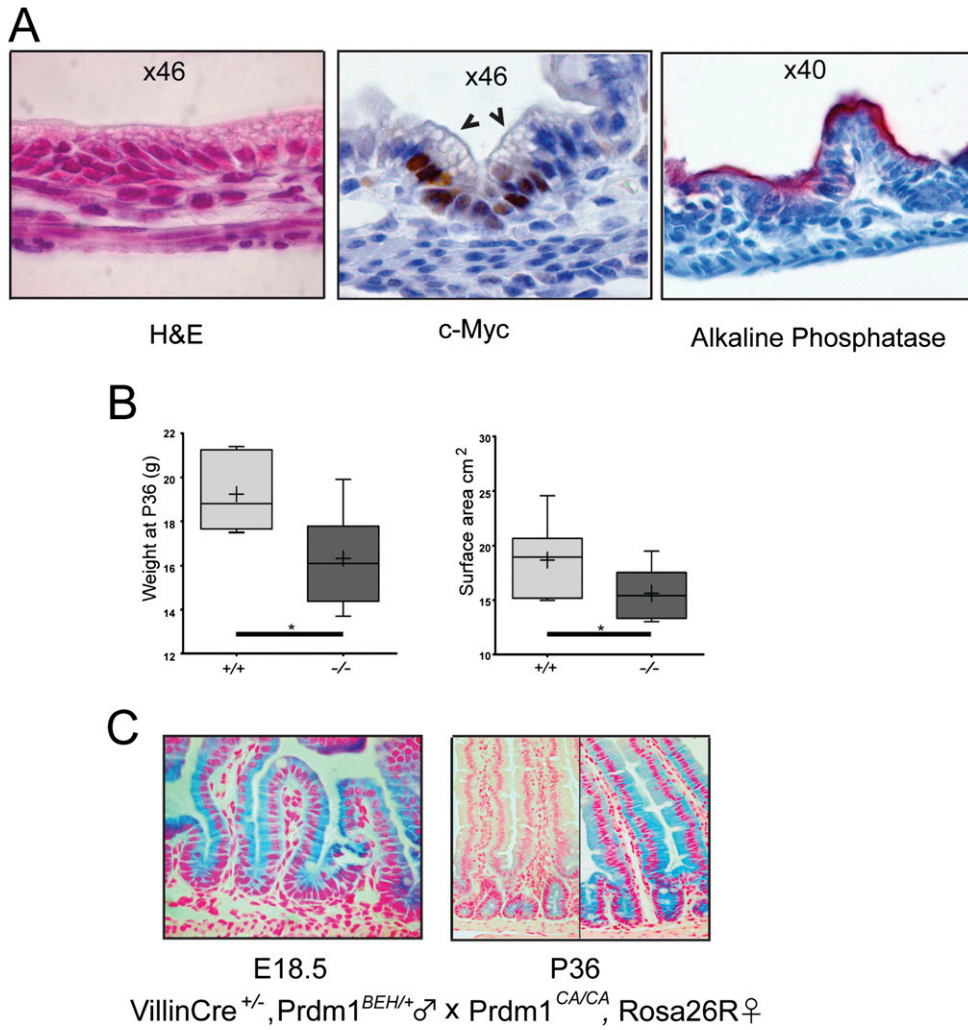 A
x46
x46
x40
H&E
c-Myc
Alkaline Phosphatase
B
Weight at P36 (g)
22
20
18
16
14
12
*
+/+
-/-
Surface area cm²
30
25
20
15
10
*
+/+
-/-
C
E18.5
P36
VillinCre+/-, Prdm1BEH/+♂ x Prdm1CA/CA, Rosa26R♀